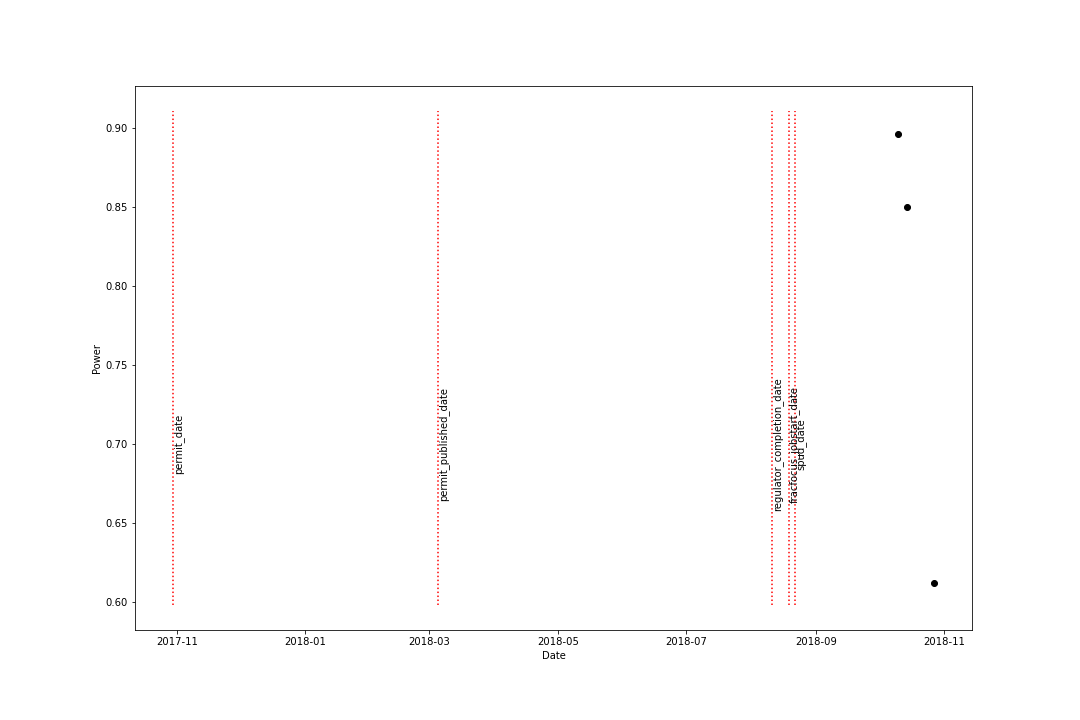 0.90
0.85
0.80
0.75
0.70
0.65
0.60
Power
permit_date
permit_published_date
regulator_completion_date
fracfocus_jobstart_date
spud_date
2017-11
2018-01
2018-03
2018-05
2018-07
2018-09
2018-11
Date